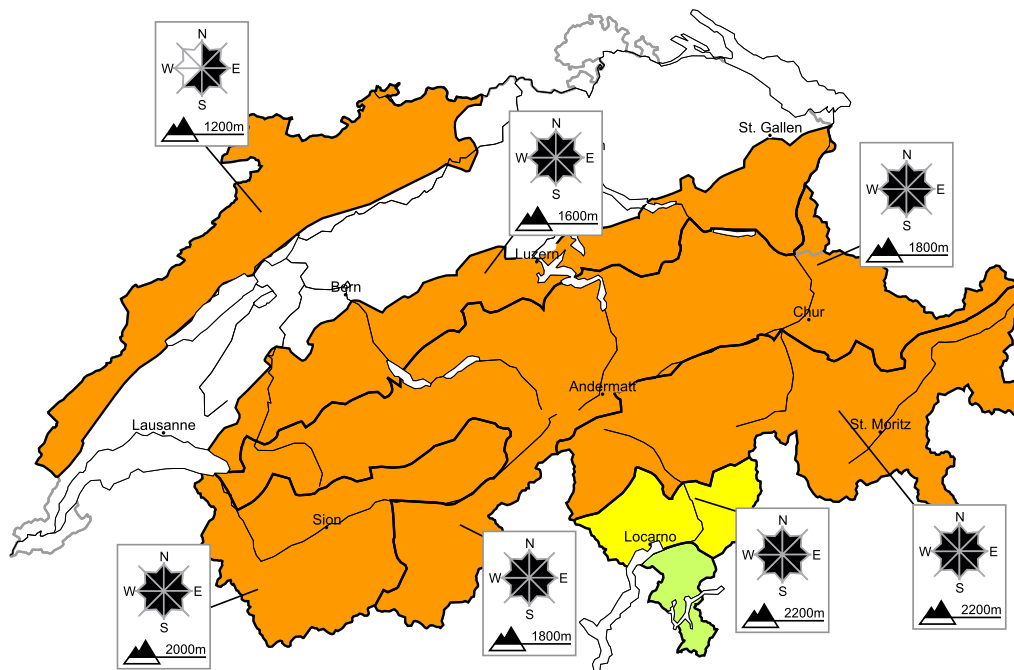 N
W E
S
1200m
N
W E
S
1600m
St. Gallen
N
W E
S
1800m
Luzern
Bern
Chur
Andermatt
Lausanne
St. Moritz
Sion
Locarno
N
W E
S
2000m
N
W E
S
1800m
N
W E
S
2200m
N
W E
S
2200m